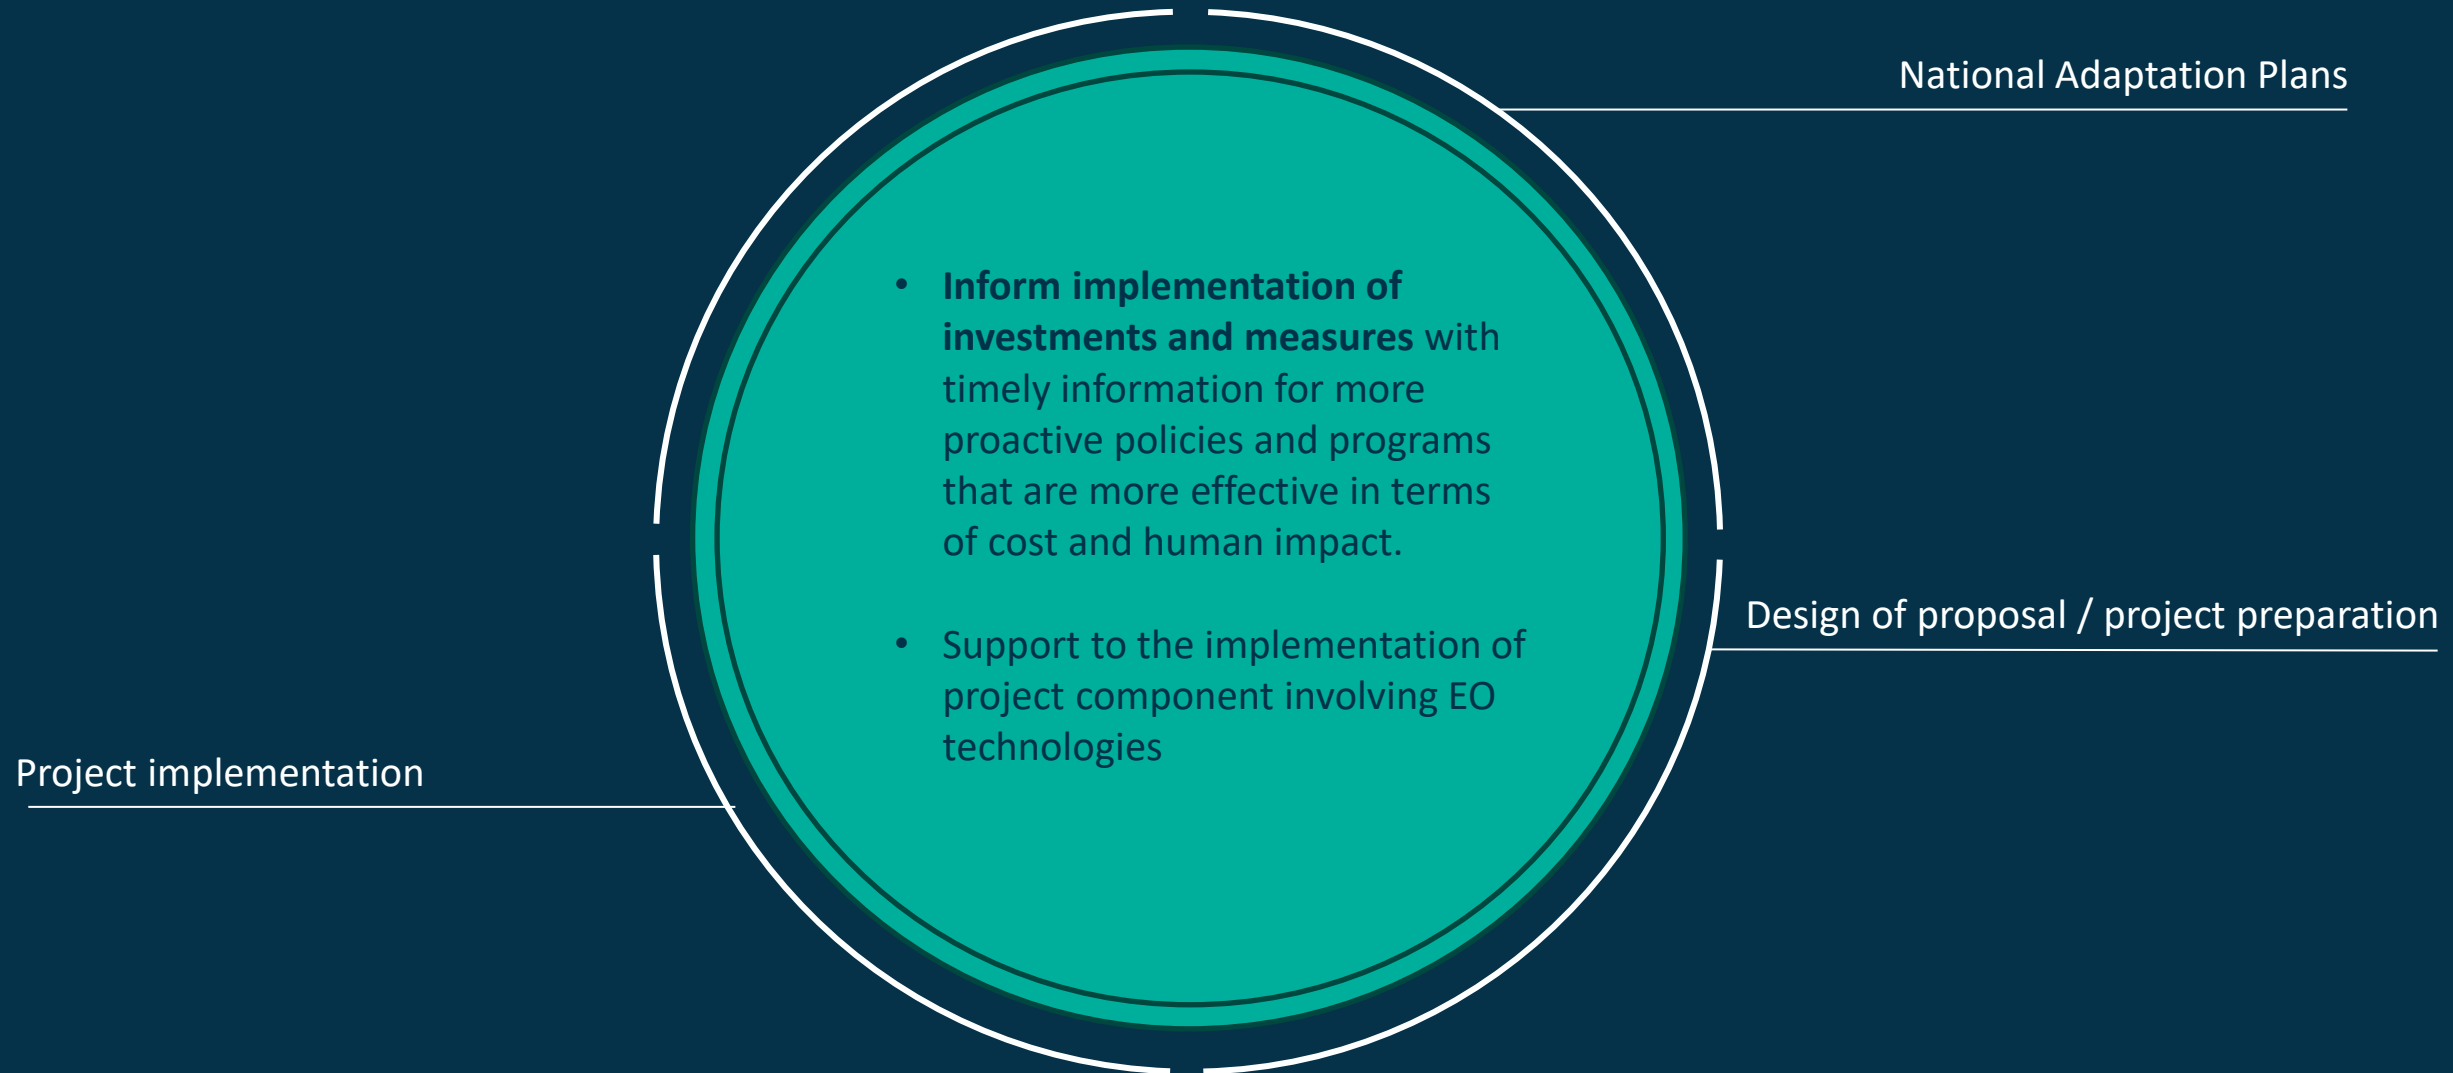 National Adaptation Plans
• Inform implementation of
investments and measures with
timely information for more
proactive policies and programs
that are more effective in terms
of cost and human impact.
• Support to the implementation of
project component involving EO
technologies
Design of proposal / project preparation
Project implementation